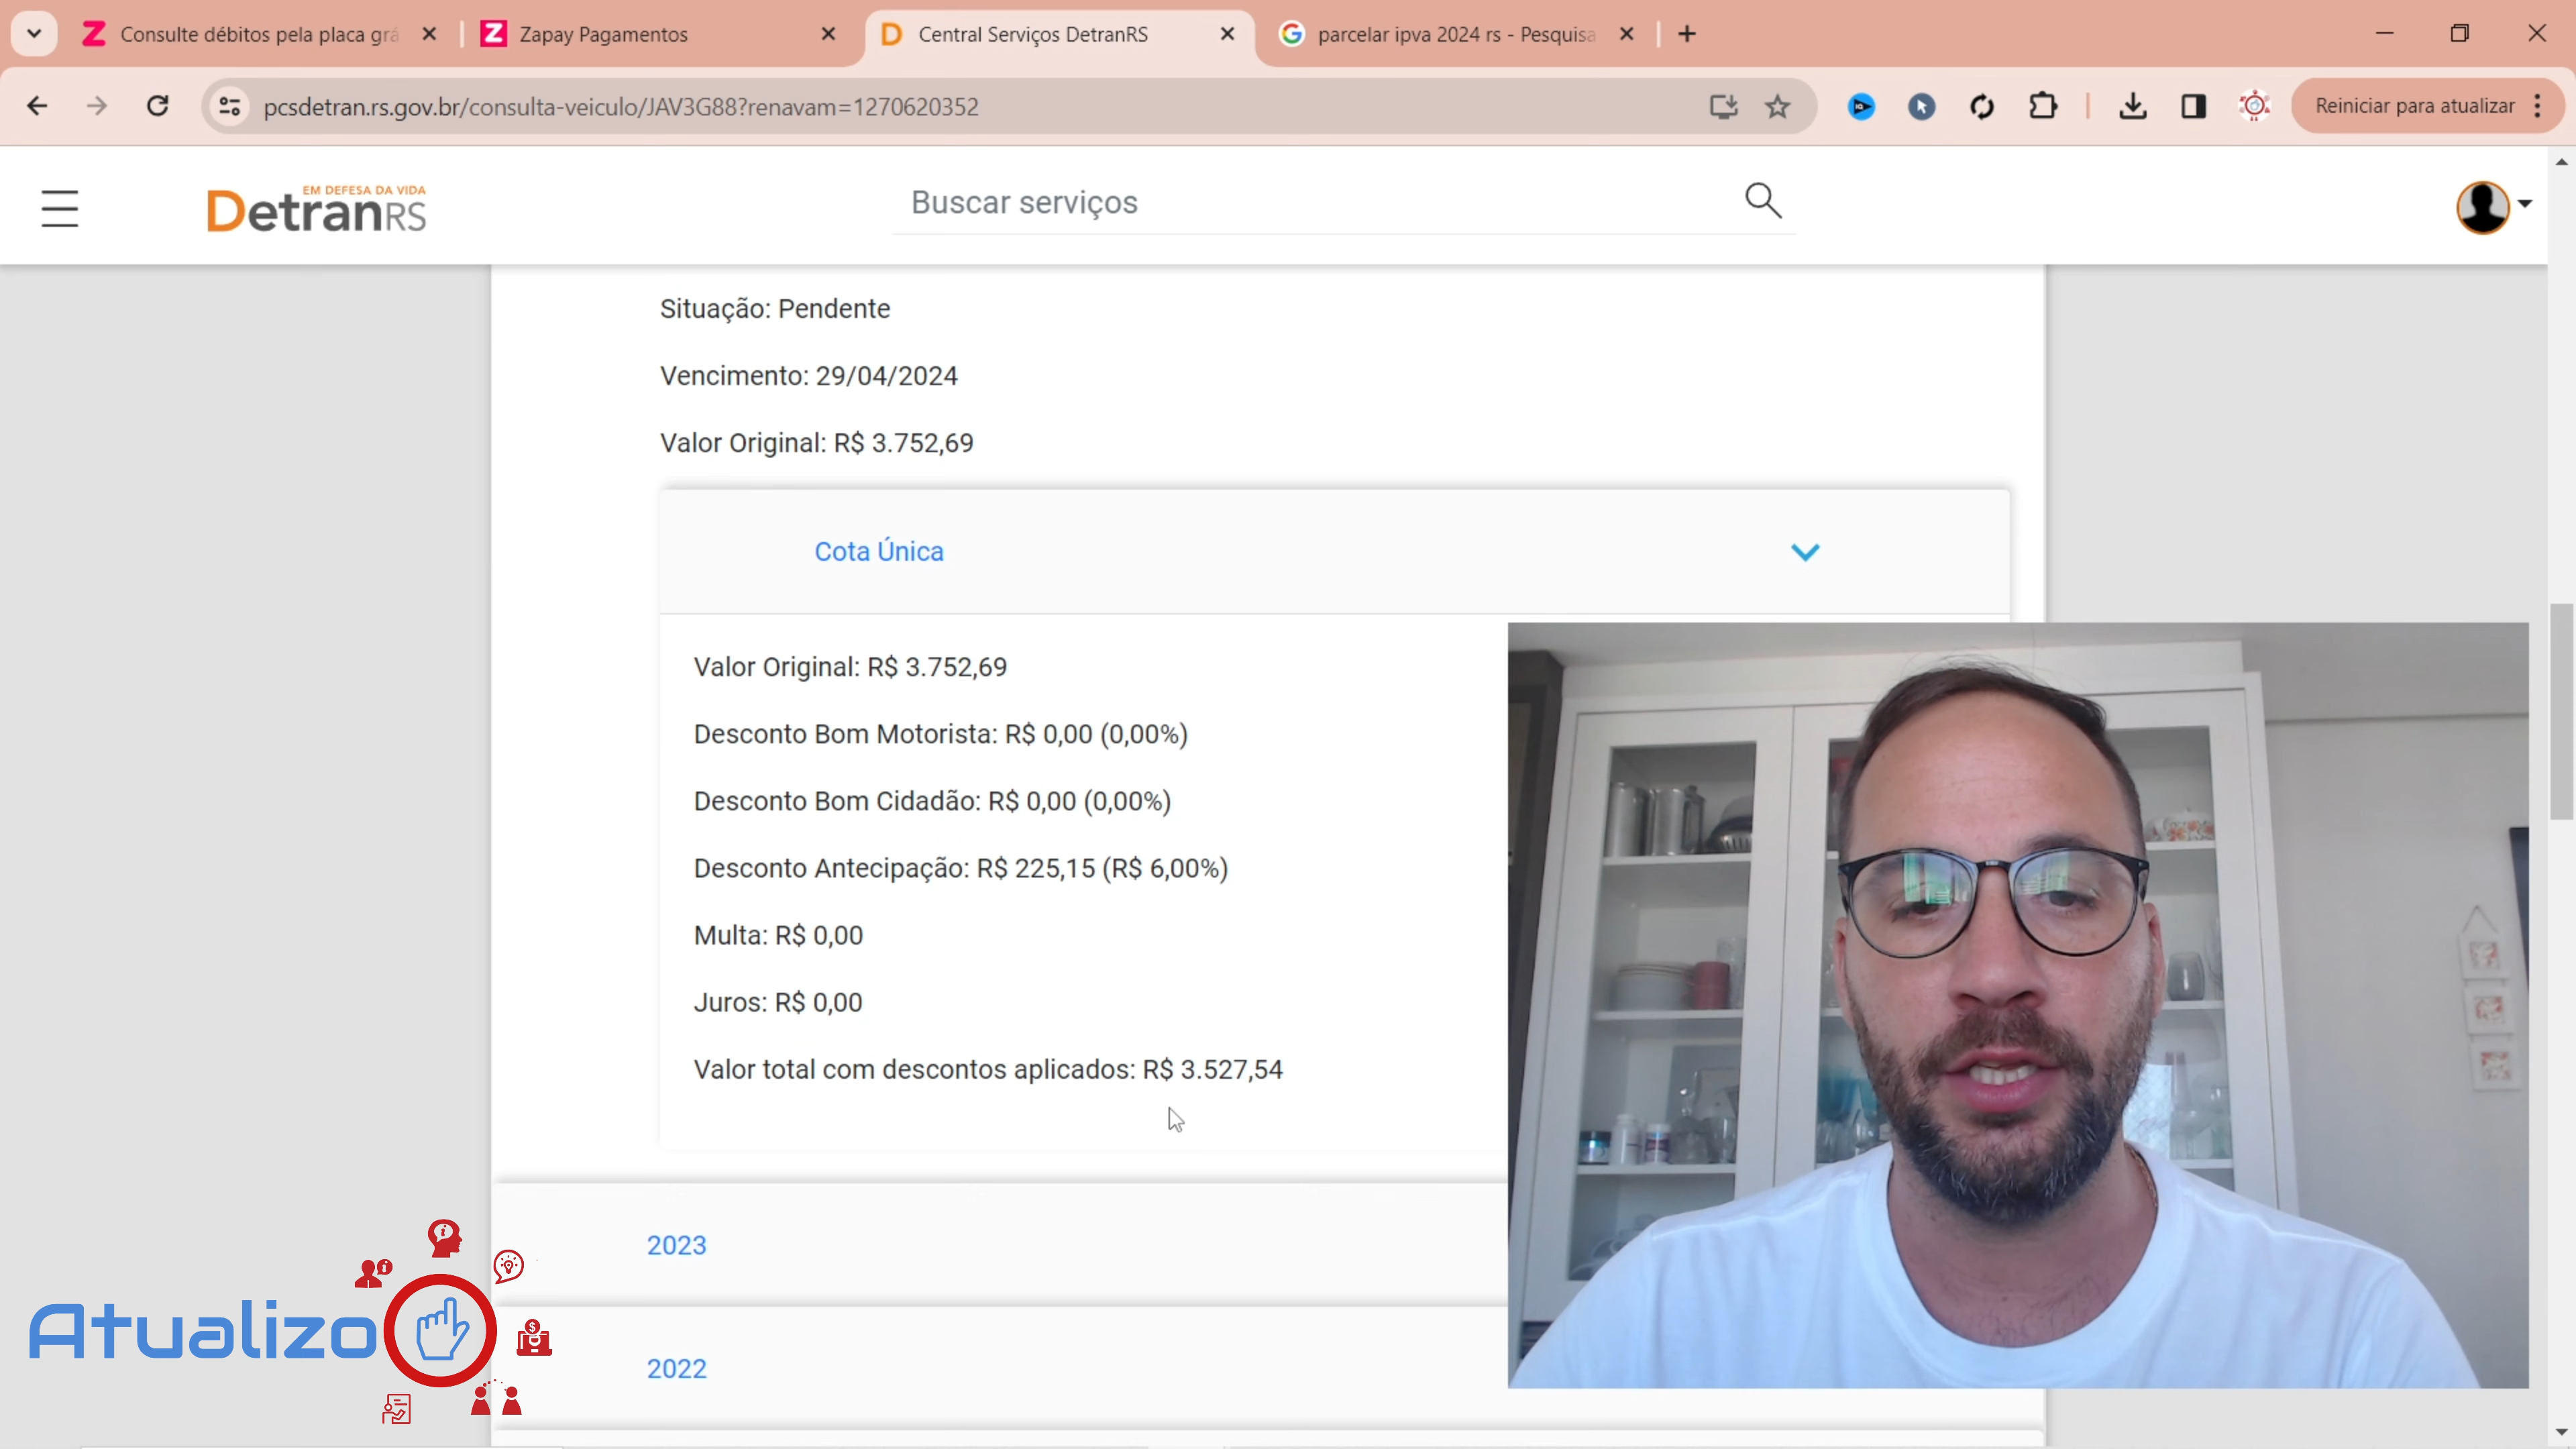 Consulte débitos pela placa grá
Zapay Pagamentos
Central Serviços DetranRS
parcelar ipva 2024 rs - Pesquisa
pcsdetran.rs.gov.br/consulta-veiculo/JAV3G88?renavam=1270620352
Reiniciar para atualizar
EM DEFESA DA VIDA
DetranRS
Buscar serviços
Situação: Pendente
Vencimento: 29/04/2024
Valor Original: R$ 3.752,69
Cota Única
Valor Original: R$ 3.752,69
Desconto Bom Motorista: R$ 0,00 (0,00%)
Desconto Bom Cidadão: R$ 0,00 (0,00%)
Desconto Antecipação: R$ 225,15 (R$ 6,00%)
Multa: R$ 0,00
Juros: R$ 0,00
Valor total com descontos aplicados: R$ 3.527,54
2023
2022
Atualizo